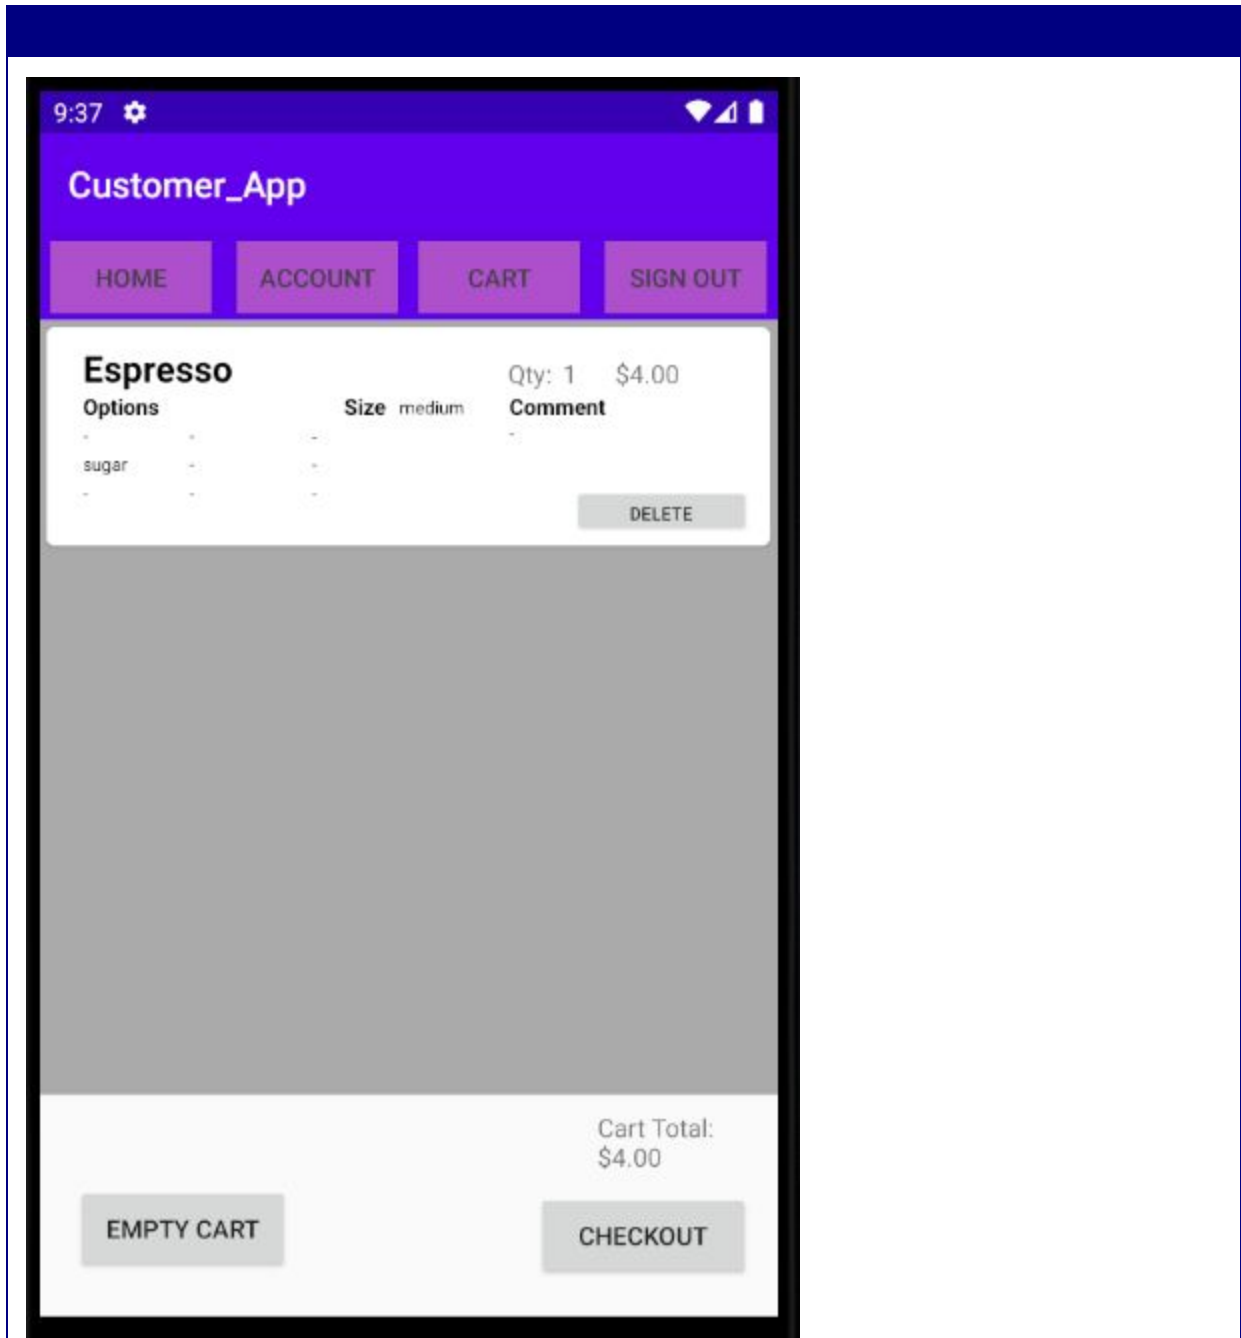 9:37
Customer_App
HOME ACCOUNT CART SIGN OUT
Espresso Qty: 1 $4.00
Options Size medium Comment
- - - -
sugar - -
- - -
DELETE
Cart Total:
$4.00
EMPTY CART CHECKOUT